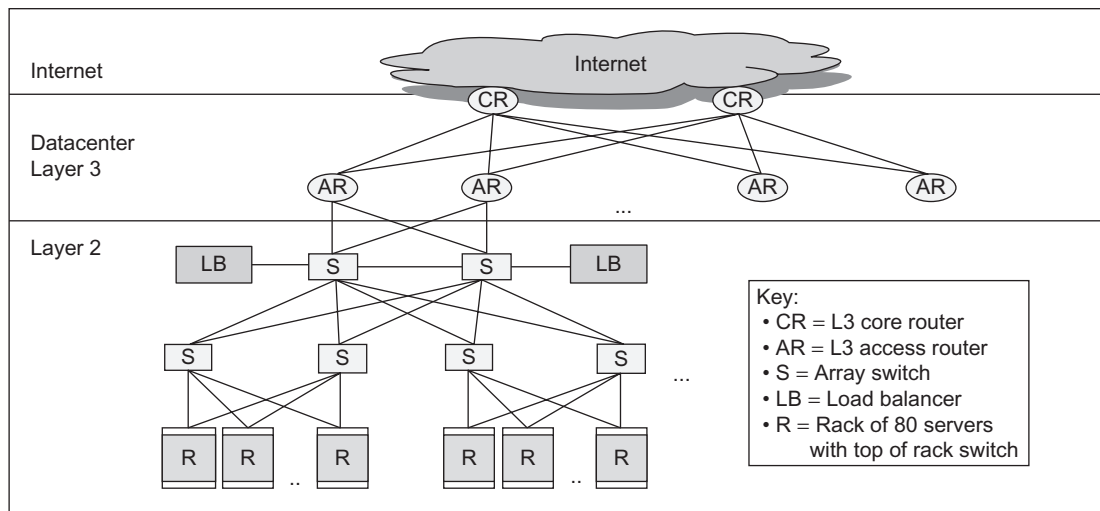 Internet
Internet
CR CR
Datacenter
Layer 3
AR AR AR AR
...
Layer 2
LB S S LB
S S S S
...
R R R R R R
.. ..
Key:
• CR = L3 core router
• AR = L3 access router
• S = Array switch
• LB = Load balancer
• R = Rack of 80 servers
with top of rack switch